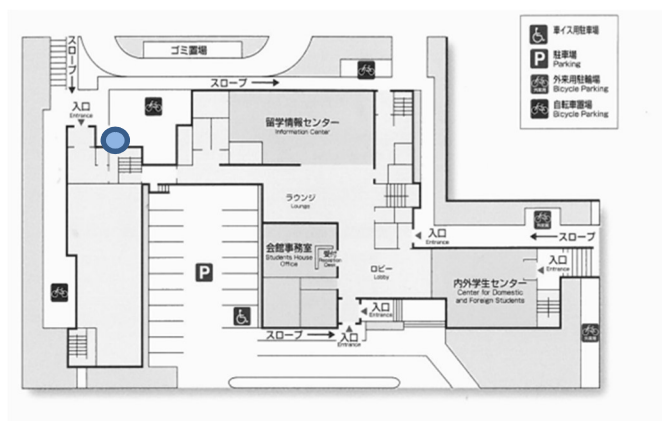 ゴミ置場
スロープ
スロープ
入口
Entrance
留学情報センター
Information Center
ラウンジ
Lounge
会館事務室
Students House
Office
受付
Reception
Desk
ロビー
Lobby
入口
Entrance
スロープ
内外学生センター
Center for Domestic
and Foreign Students
入口
Entrance
入口
Entrance
スロープ
入口
Entrance
P
車イス用駐車場
P
駐車場
Parking
外来用駐輪場
Bicycle Parking
自転車置場
Bicycle Parking